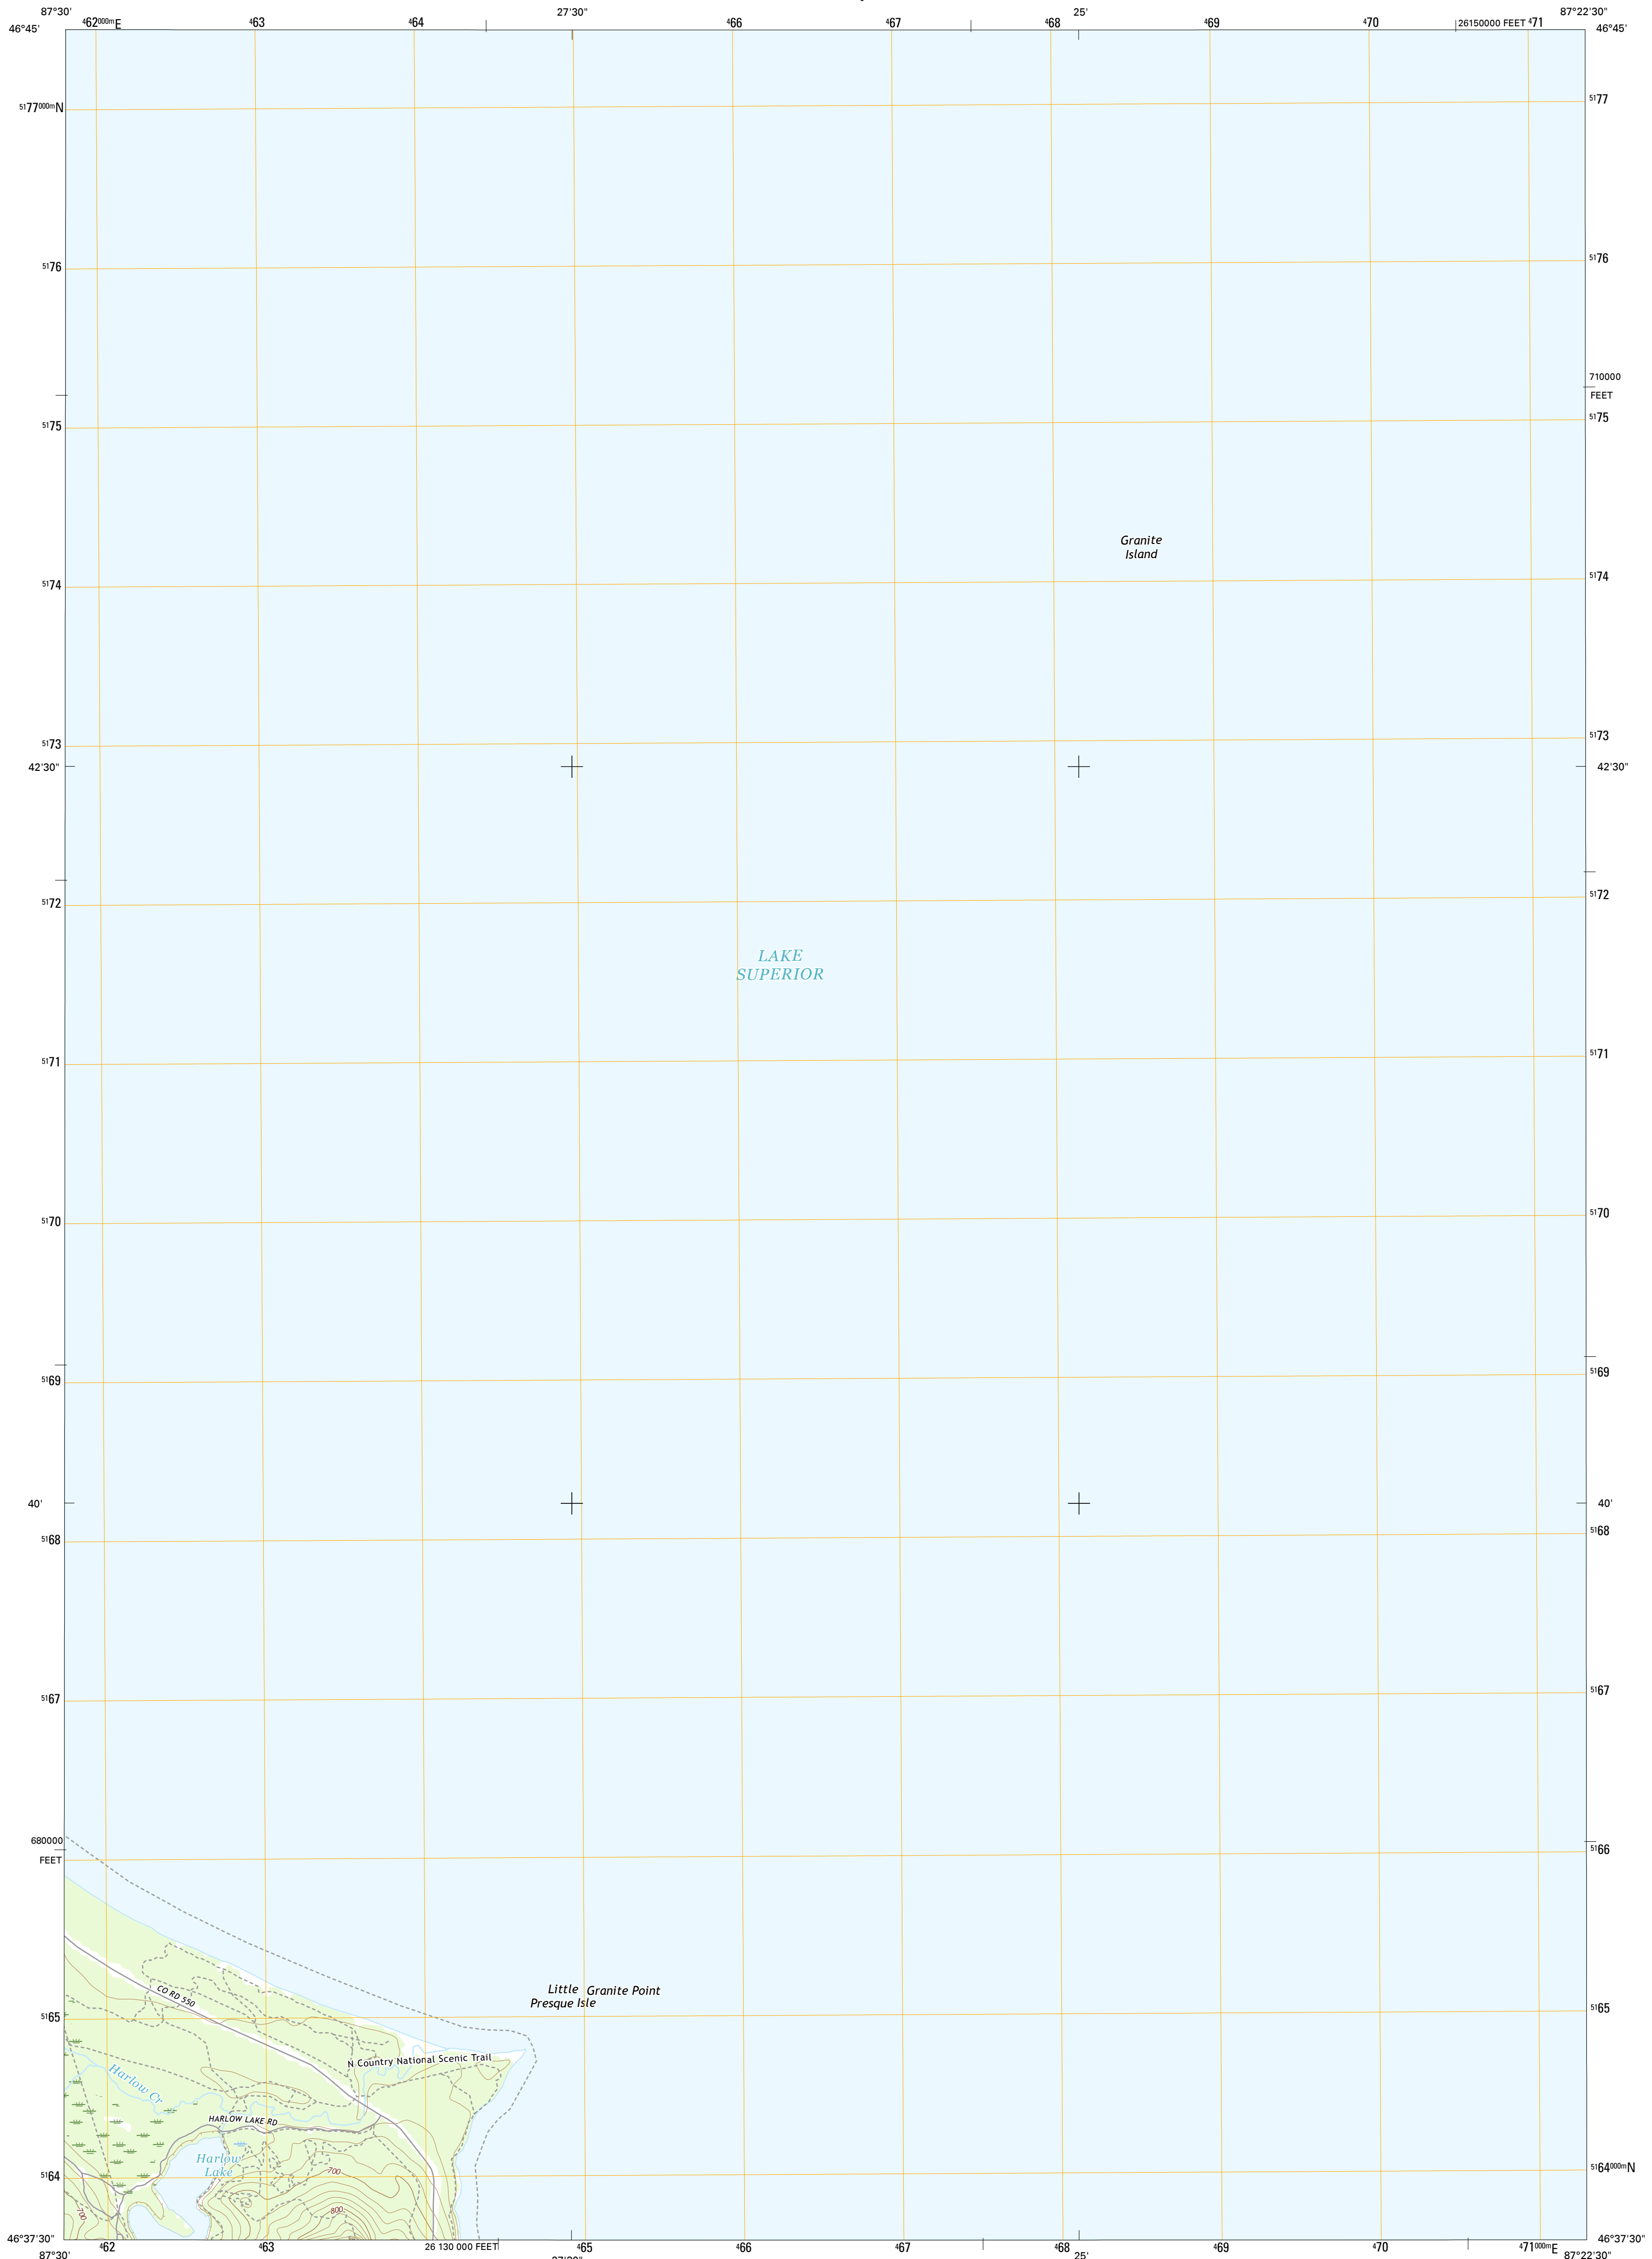 87°30' 27'30" 25' 87°22'30"
⁴62⁰⁰⁰ᵐE ⁴63 ⁴64 ⁴66 ⁴67 ⁴68 ⁴69 ⁴70 26150000 FEET ⁴71
46°45' 46°45'
⁵¹77⁰⁰⁰ᵐN ⁵¹77
⁵¹76 ⁵¹76
710000
FEET
⁵¹75 ⁵¹75
Granite
Island
⁵¹74 ⁵¹74
⁵¹73 ⁵¹73
42'30" 42'30"
⁵¹72 ⁵¹72
LAKE
SUPERIOR
⁵¹71 ⁵¹71
⁵¹70 ⁵¹70
⁵¹69 ⁵¹69
40' 40'
⁵¹68 ⁵¹68
⁵¹67 ⁵¹67
680000
FEET
⁵¹66
Little Granite Point
Presque Isle
CO RD 550
⁵¹65 ⁵¹65
N Country National Scenic Trail
Harlow Cr
HARLOW LAKE RD
Harlow
Lake
700
⁵¹64 ⁵¹64⁰⁰⁰ᵐN
700
800
46°37'30" 46°37'30"
⁴62 ⁴63 26 130 000 FEET ⁴65 ⁴66 ⁴67 ⁴68 ⁴69 ⁴70 ⁴71⁰⁰⁰ᵐE
87°30' 25' 87°22'30"